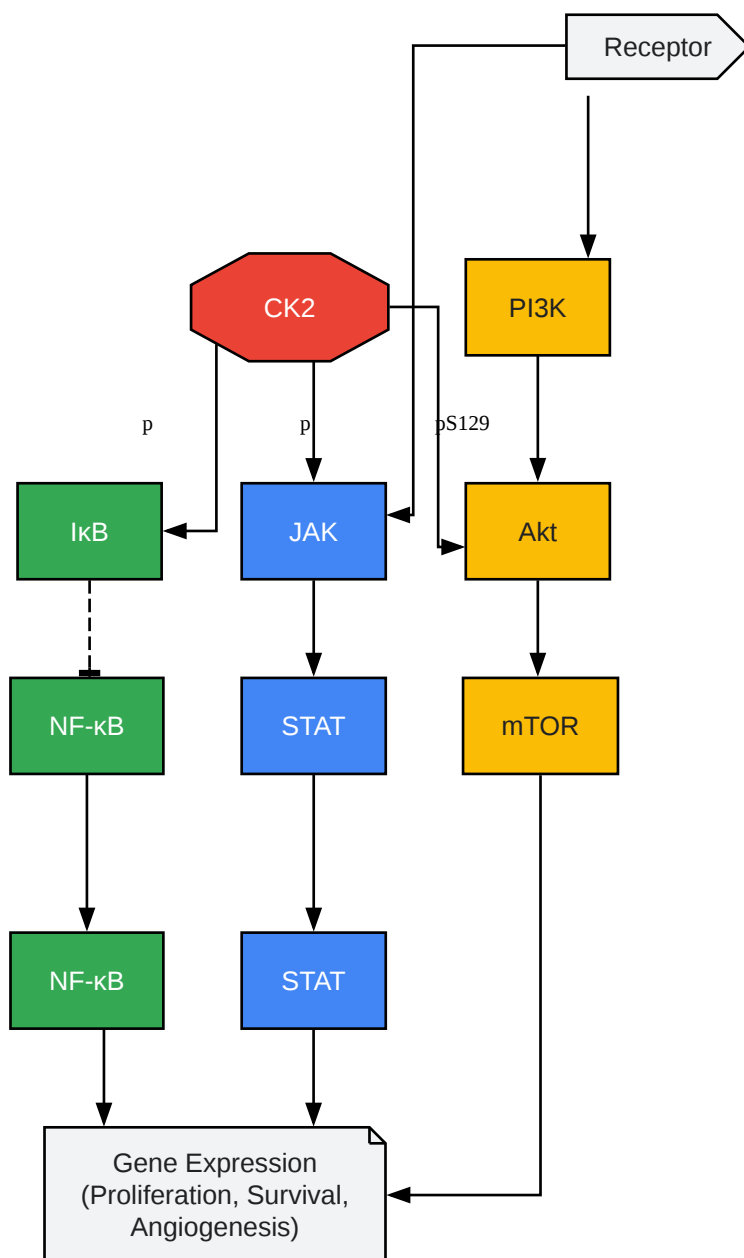 Receptor
CK2
PI3K
p
p
pS129
IκB
JAK
Akt
NF-κB
STAT
mTOR
NF-κB
STAT
Gene Expression
(Proliferation, Survival,
Angiogenesis)